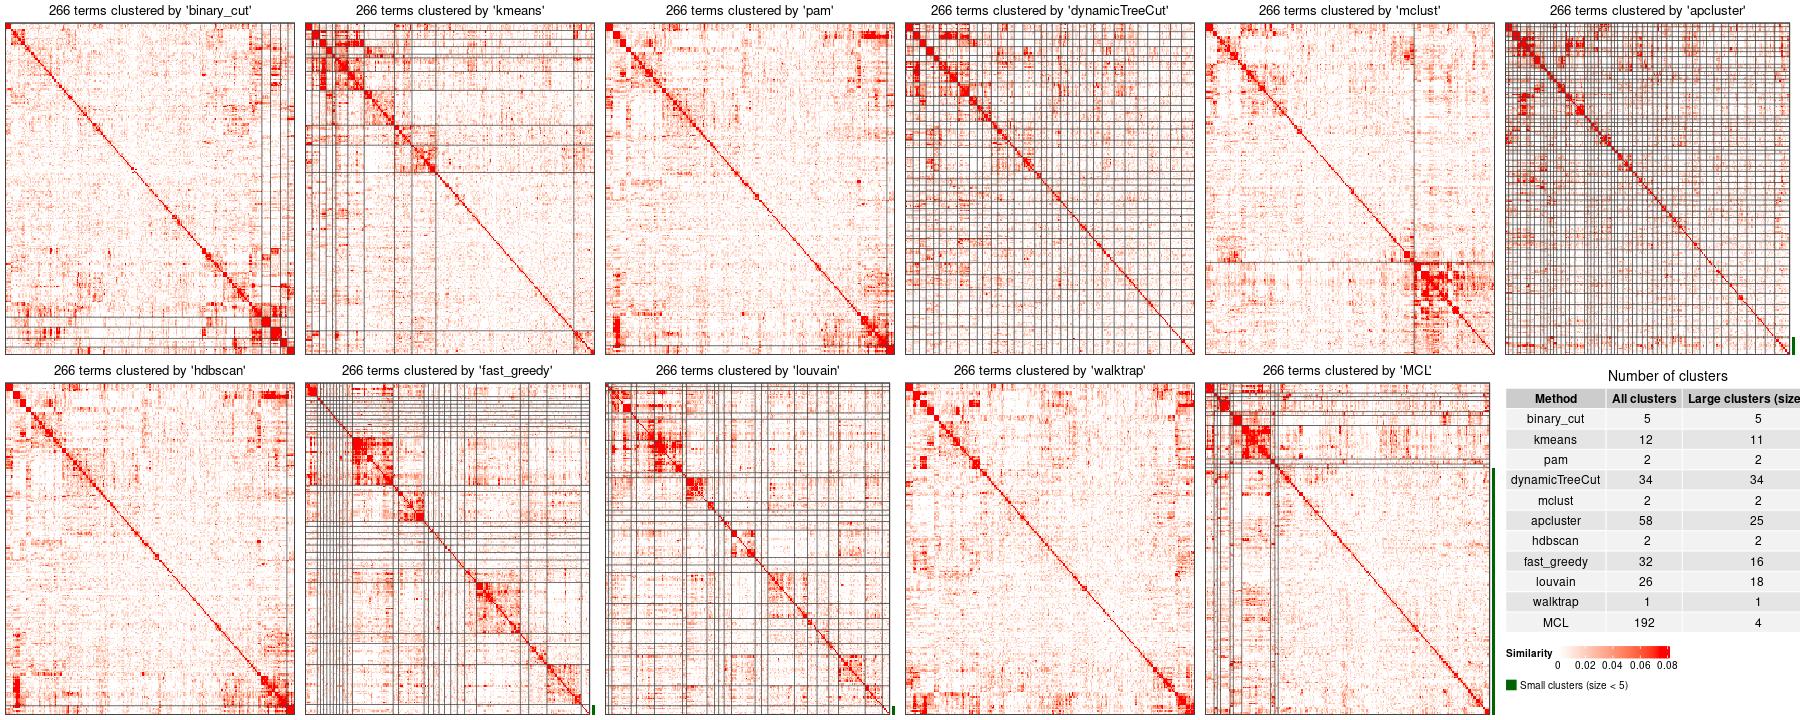 266 terms clustered by 'binary_cut'
266 terms clustered by 'kmeans'
266 terms clustered by 'pam'
266 terms clustered by 'dynamicTreeCut'
266 terms clustered by 'mclust'
266 terms clustered by 'apcluster'
266 terms clustered by 'hdbscan'
266 terms clustered by 'fast_greedy'
266 terms clustered by 'louvain'
266 terms clustered by 'walktrap'
266 terms clustered by 'MCL'
Number of clusters
Method All clusters Large clusters (size
binary_cut 5 5
kmeans 12 11
pam 2 2
dynamicTreeCut 34 34
mclust 2 2
apcluster 58 25
hdbscan 2 2
fast_greedy 32 16
louvain 26 18
walktrap 1 1
MCL 192 4
Similarity
0 0.02 0.04 0.06 0.08
Small clusters (size < 5)